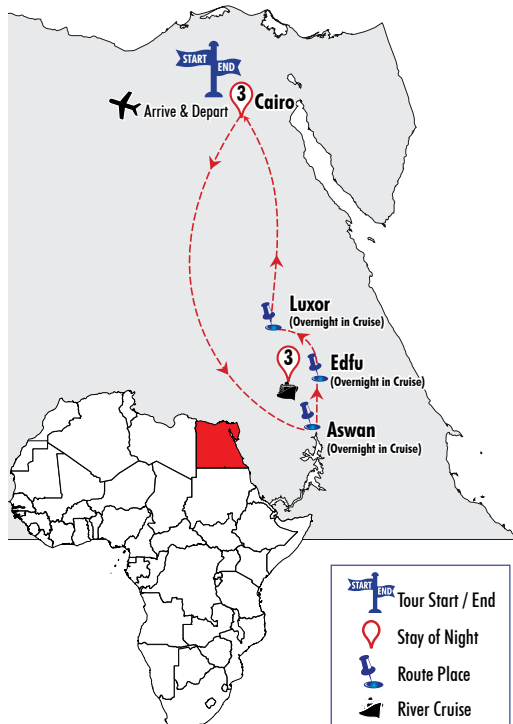 START
END
3
Cairo
Arrive & Depart
Luxor
(Overnight in Cruise)
3
Edfu
(Overnight in Cruise)
Aswan
(Overnight in Cruise)
START
END
Tour Start / End
Stay of Night
Route Place
River Cruise